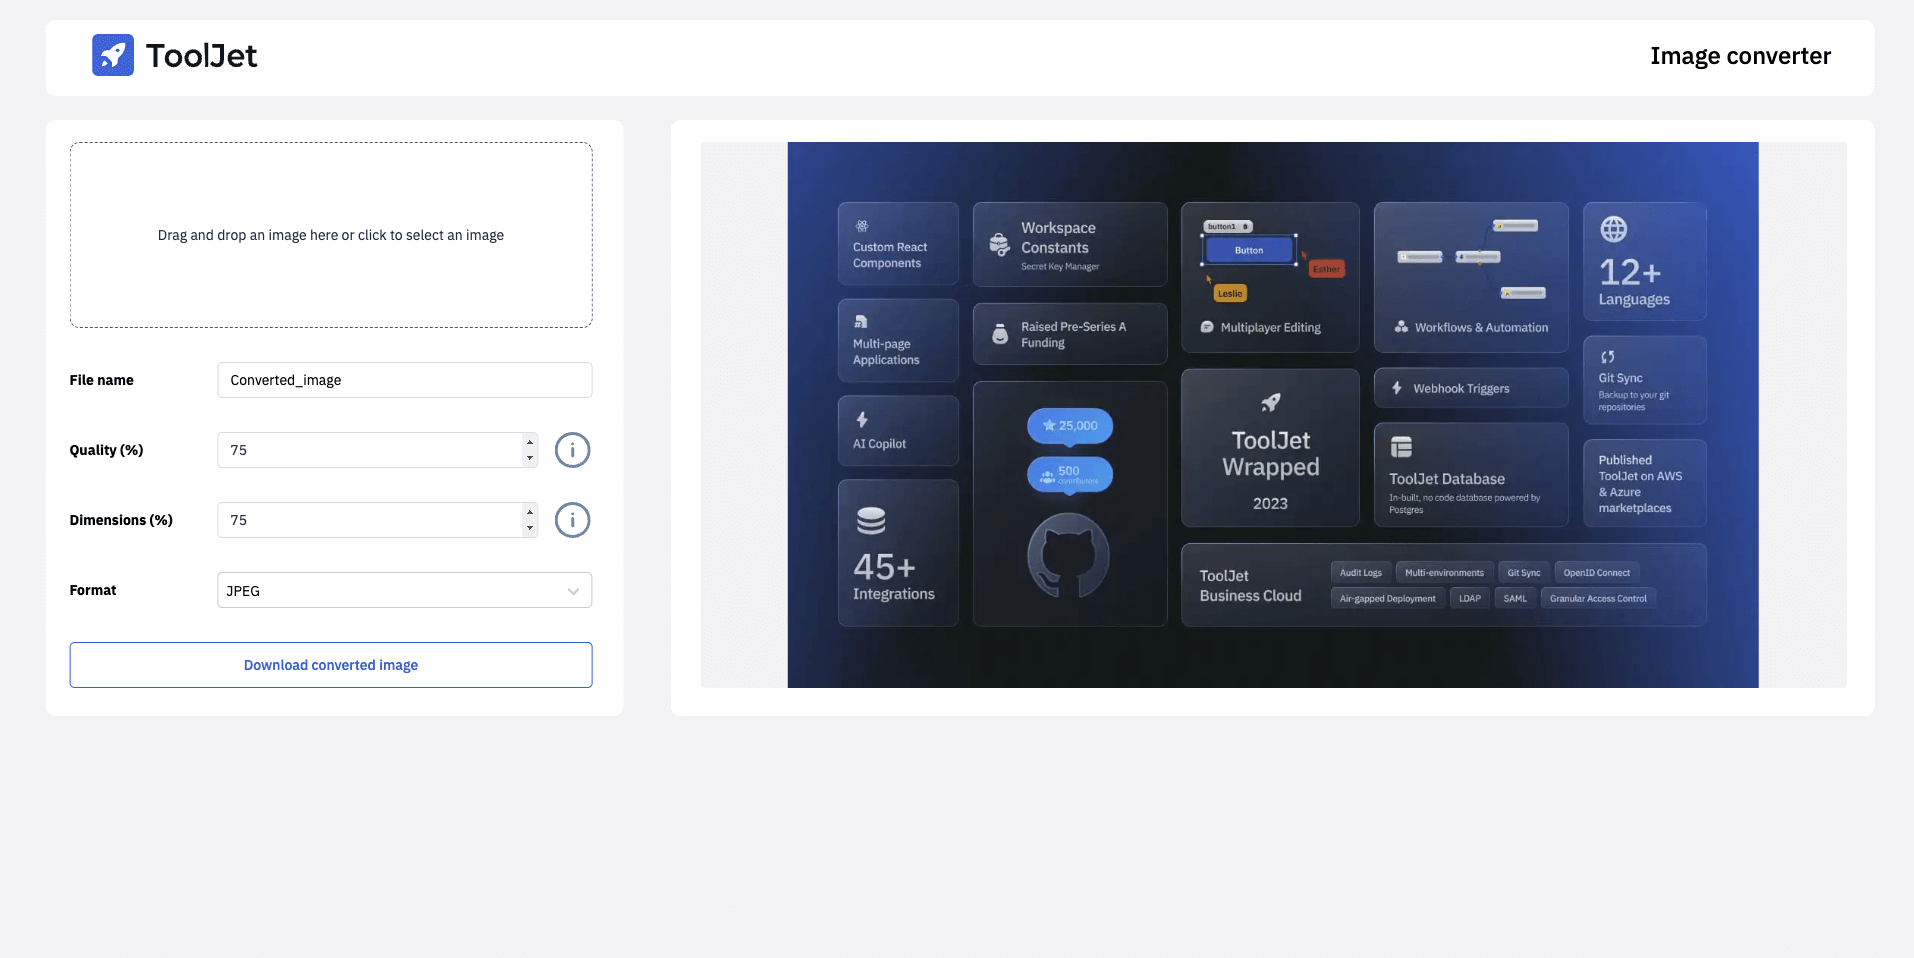 ToolJet
Image converter
Drag and drop an image here or click to select an image
File name
Converted_image
Quality (%)
75
Dimensions (%)
75
Format
JPEG
Download converted image
Custom React
Components
Multi-page
Applications
AI Copilot
45+
Integrations
Workspace
Constants
Secret Key Manager
Raised Pre-Series A
Funding
25,000
500
contributors
button1
Button
Esther
Leslie
Multiplayer Editing
ToolJet
Wrapped
2023
Workflows & Automation
Webhook Triggers
ToolJet Database
In-built, no code database powered by
Postgres
12+
Languages
Git Sync
Backup to your git
repositories
Published
ToolJet on AWS
& Azure
marketplaces
ToolJet
Business Cloud
Audit Logs
Multi-environments
Git Sync
OpenID Connect
Air-gapped Deployment
LDAP
SAML
Granular Access Control